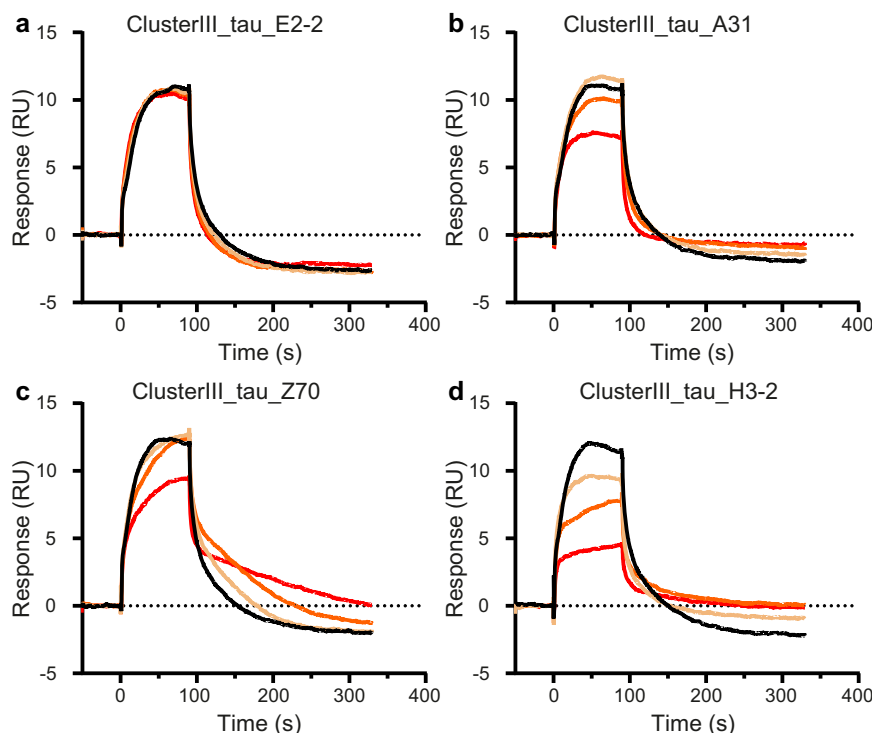 a ClusterIII_tau_E2-2
15
10
5
0
-5
Response (RU)
0 100 200 300 400
Time (s)
b ClusterIII_tau_A31
15
10
5
0
-5
Response (RU)
0 100 200 300 400
Time (s)
c ClusterIII_tau_Z70
15
10
5
0
-5
Response (RU)
0 100 200 300 400
Time (s)
d ClusterIII_tau_H3-2
15
10
5
0
-5
Response (RU)
0 100 200 300 400
Time (s)